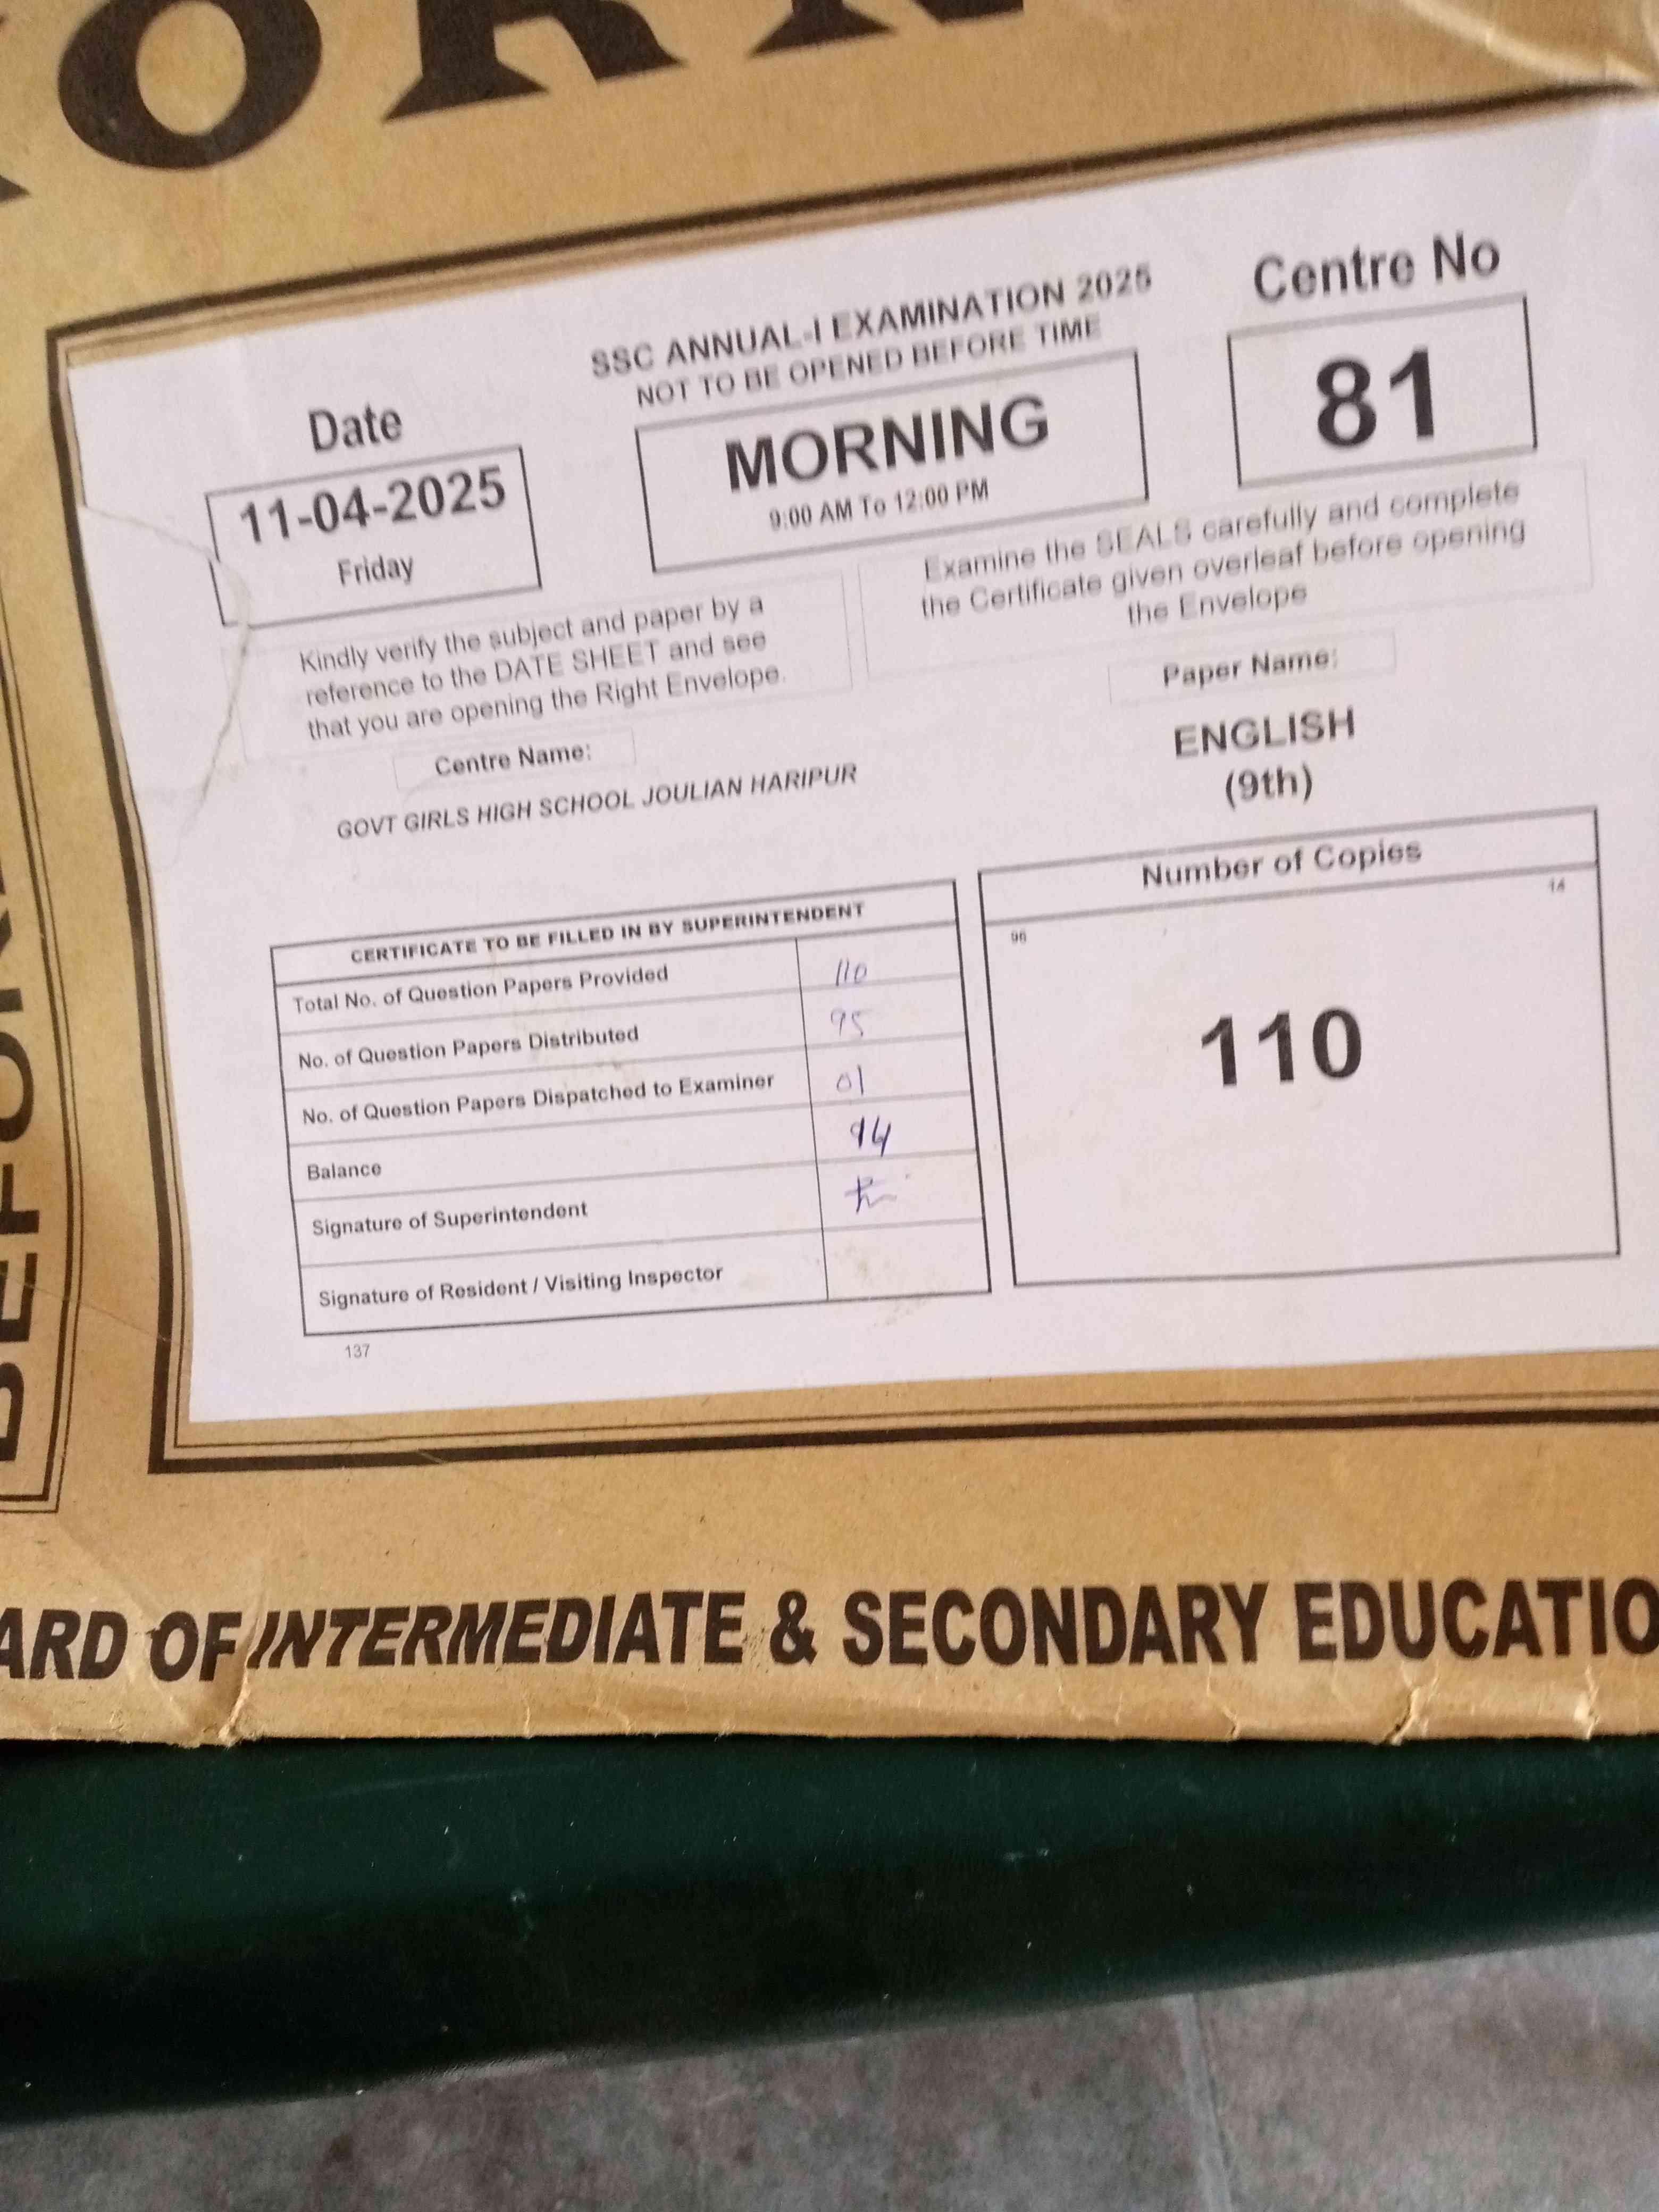 SSC ANNUAL-I EXAMINATION 2025
NOT TO BE OPENED BEFORE TIME
Centre No
81
Date
11-04-2025
Friday
MORNING
9:00 AM To 12:00 PM
Kindly verify the subject and paper by a
reference to the DATE SHEET and see
that you are opening the Right Envelope.
Examine the SEALS carefully and complete
the Certificate given overleaf before opening
the Envelope
Centre Name:
GOVT GIRLS HIGH SCHOOL JOULIAN HARIPUR
Paper Name:
ENGLISH
(9th)
CERTIFICATE TO BE FILLED IN BY SUPERINTENDENT
Total No. of Question Papers Provided 110
No. of Question Papers Distributed 95
No. of Question Papers Dispatched to Examiner 01
Balance 14
Signature of Superintendent
Signature of Resident / Visiting Inspector
137
Number of Copies
96 14
110
BEFORE
ARD OF INTERMEDIATE & SECONDARY EDUCATIO